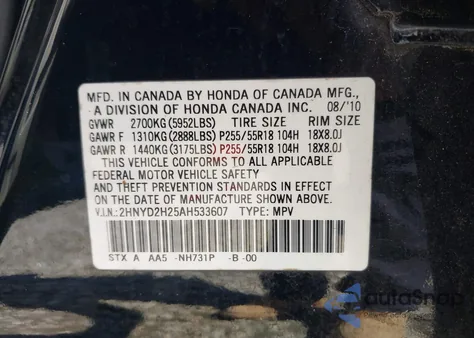 MFD. IN CANADA BY HONDA OF CANADA MFG.,
A DIVISION OF HONDA CANADA INC. 08/'10
GVWR 2700KG(5952LBS) TIRE SIZE RIM SIZE
GAWR F 1310KG(2888LBS) P255/55R18 104H 18X8.0J
GAWR R 1440KG(3175LBS) P255/55R18 104H 18X8.0J
THIS VEHICLE CONFORMS TO ALL APPLICABLE
FEDERAL MOTOR VEHICLE SAFETY
AND THEFT PREVENTION STANDARDS IN EFFECT
ON THE DATE OF MANUFACTURE SHOWN ABOVE.
V.I.N.:2HNYD2H25AH533607 TYPE: MPV
STX A AA5 -NH731P -B -00
autoSnap